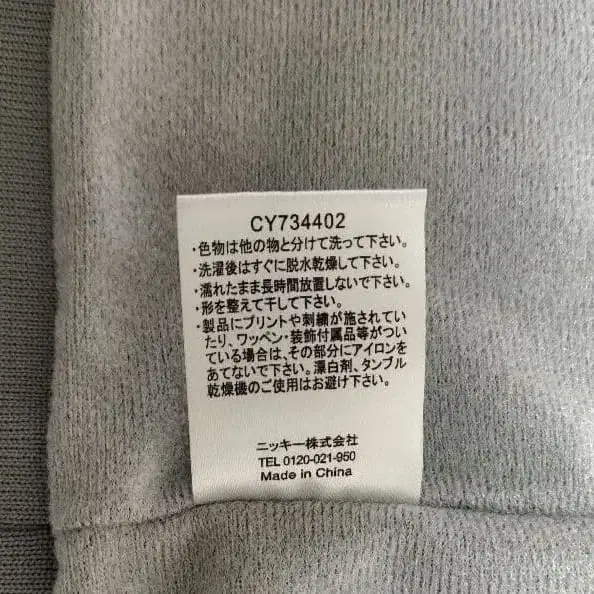 CY734402
・色物は他の物と分けて洗って下さい。
・洗濯後はすぐに脱水乾燥して下さい。
・濡れたまま長時間放置しないで下さい。
・形を整えて干して下さい。
・製品にプリントや刺繍が施されてい
たり、ワッペン・装飾付属品等がつい
ている場合は、その部分にアイロンを
あてないで下さい。漂白剤、タンブル
乾燥機のご使用はお避け下さい。
ニッキー株式会社
TEL 0120-021-950
Made in China